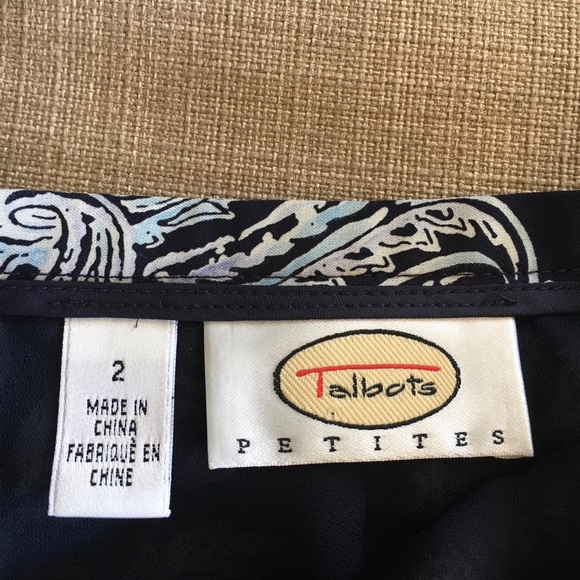 2
MADE IN
CHINA
FABRIQUÈ EN
CHINE
Talbots
PETITES